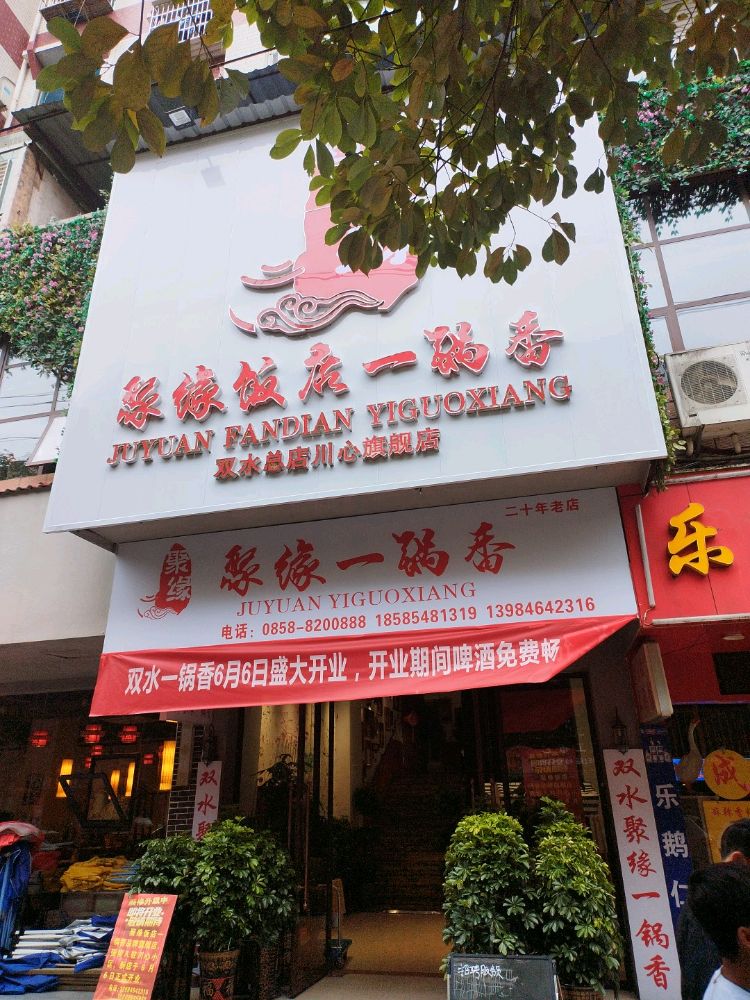 聚缘饭店一锅香
JUYUAN FANDIAN YIGUOXIANG
双水总店川心旗舰店
二十年老店
聚缘
聚缘一锅香
JUYUAN YIGUOXIANG
电话：0858-8200888 18585481319 13984642316
双水一锅香6月6日盛大开业，开业期间啤酒免费畅
乐
成
双水聚
双水聚缘一锅香
乐鹅仁